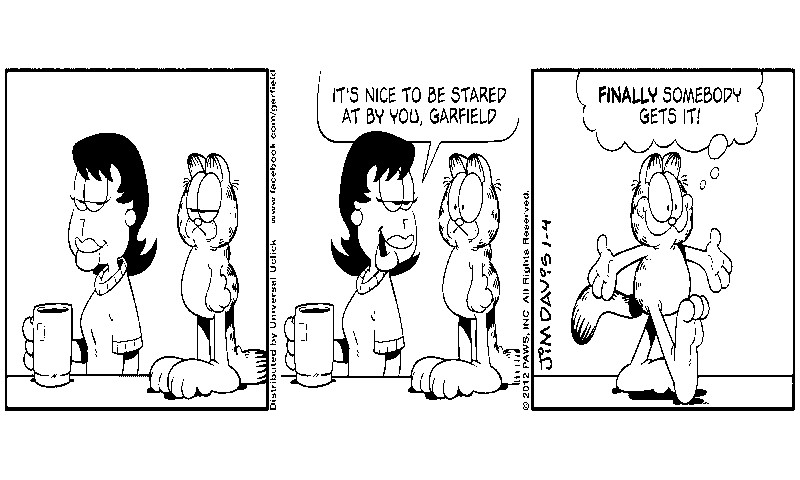 Distributed by Universal Uclick www.facebook.com/garfield
IT'S NICE TO BE STARED
AT BY YOU, GARFIELD
© 2012 PAWS, INC. All Rights Reserved.
JIM DAVIS 1-4
FINALLY SOMEBODY
GETS IT!